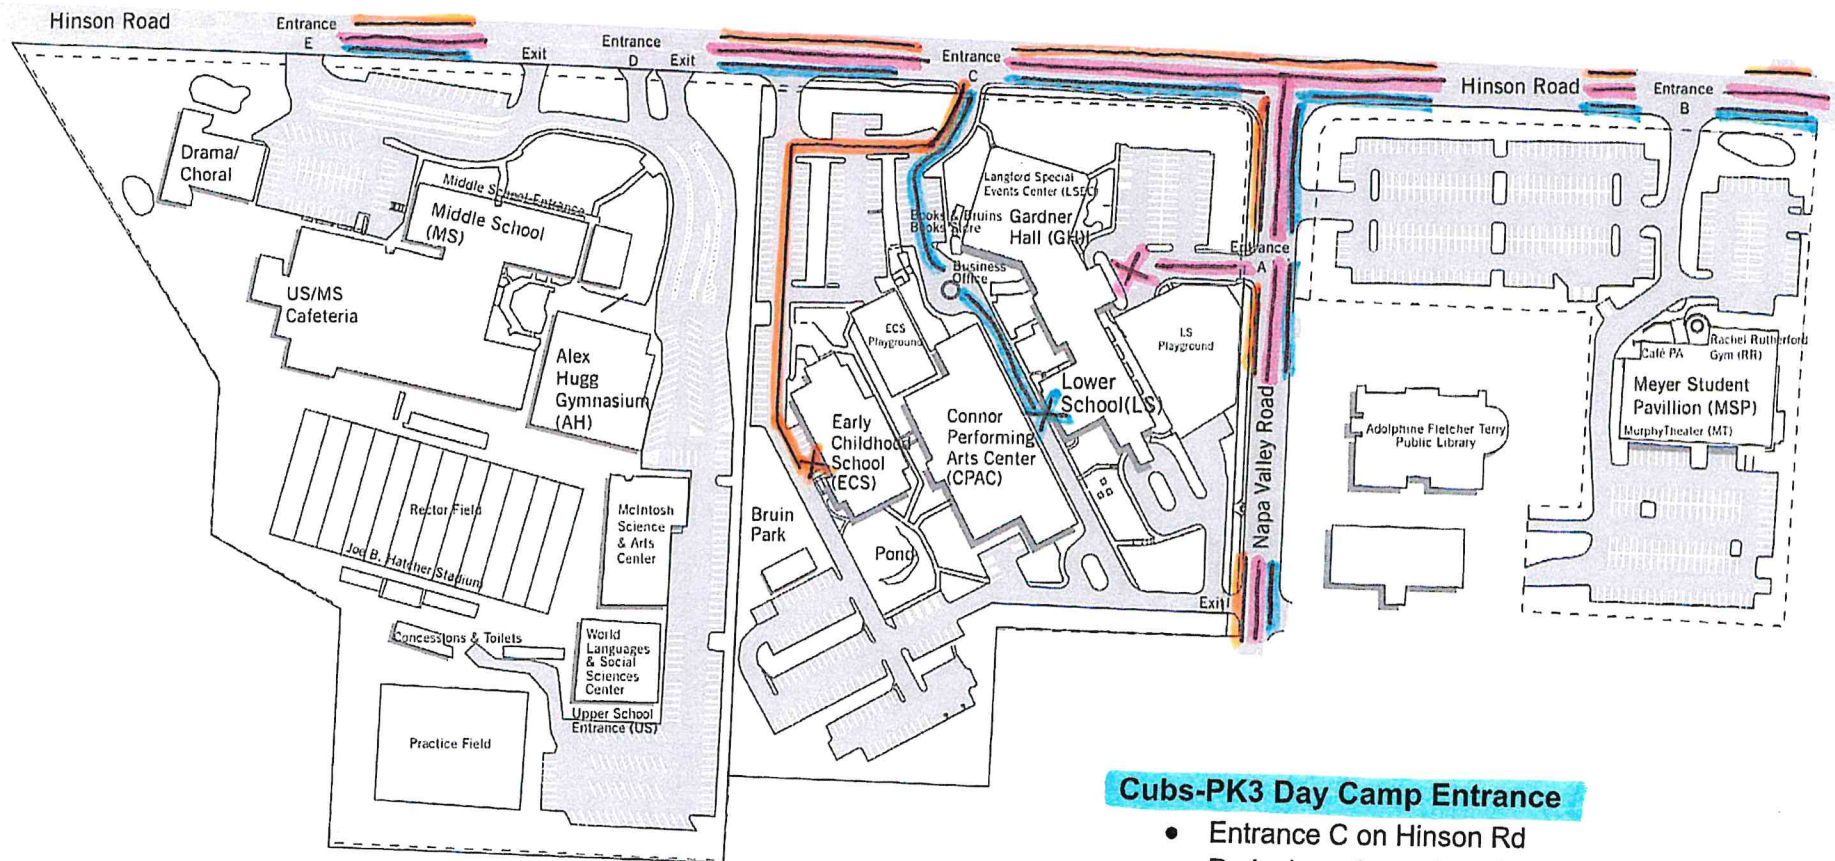 Hinson Road
Entrance
E
Exit
Entrance
D
Exit
Entrance
C
Hinson Road
Entrance
B
Drama/
Choral
Middle School Entrance
Middle School
(MS)
US/MS
Cafeteria
Alex
Hugg
Gymnasium
(AH)
Langford Special
Events Center (LSEC)
Books & Bruins
Books Store
Gardner
Hall (GH)
Business
Office
Entrance
A
ECS
Playground
LS
Playground
Lower
School(LS)
Early
Childhood
School
(ECS)
Connor
Performing
Arts Center
(CPAC)
Napa Valley Road
Adolphine Fletcher Terry
Public Library
Café PA
Rachel Rutherford
Gym (RR)
Meyer Student
Pavillion (MSP)
MurphyTheater (MT)
Rector Field
Joe B. Hatcher Stadium
McIntosh
Science
& Arts
Center
Bruin
Park
Pond
Exit
Concessions & Toilets
World
Languages
& Social
Sciences
Center
Upper School
Entrance (US)
Practice Field
Cubs-PK3 Day Camp Entrance
• Entrance C on Hinson Rd